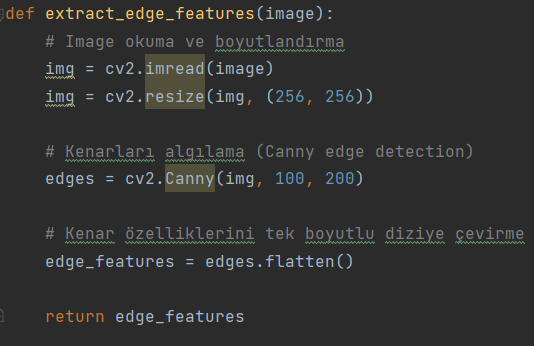 def extract_edge_features(image):
# Image okuma ve boyutlandırma
img = cv2.imread(image)
img = cv2.resize(img, (256, 256))
# Kenarları algılama (Canny edge detection)
edges = cv2.Canny(img, 100, 200)
# Kenar özelliklerini tek boyutlu diziye çevirme
edge_features = edges.flatten()
return edge_features